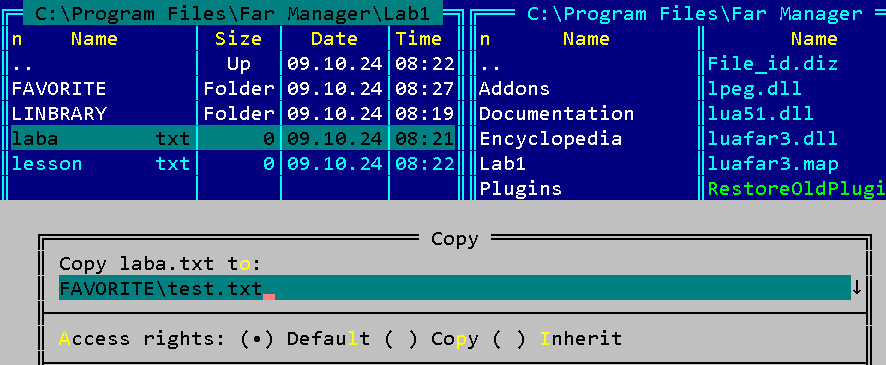 C:\Program Files\Far Manager\Lab1
n Name Size Date Time
.. Up 09.10.24 08:22
FAVORITE Folder 09.10.24 08:27
LINBRARY Folder 09.10.24 08:19
laba txt 0 09.10.24 08:21
lesson txt 0 09.10.24 08:22
C:\Program Files\Far Manager
n Name Name
.. File_id.diz
Addons lpeg.dll
Documentation lua51.dll
Encyclopedia luafar3.dll
Lab1 luafar3.map
Plugins RestoreOldPlugi
Copy
Copy laba.txt to:
FAVORITE\test.txt
Access rights: (•) Default ( ) Copy ( ) Inherit